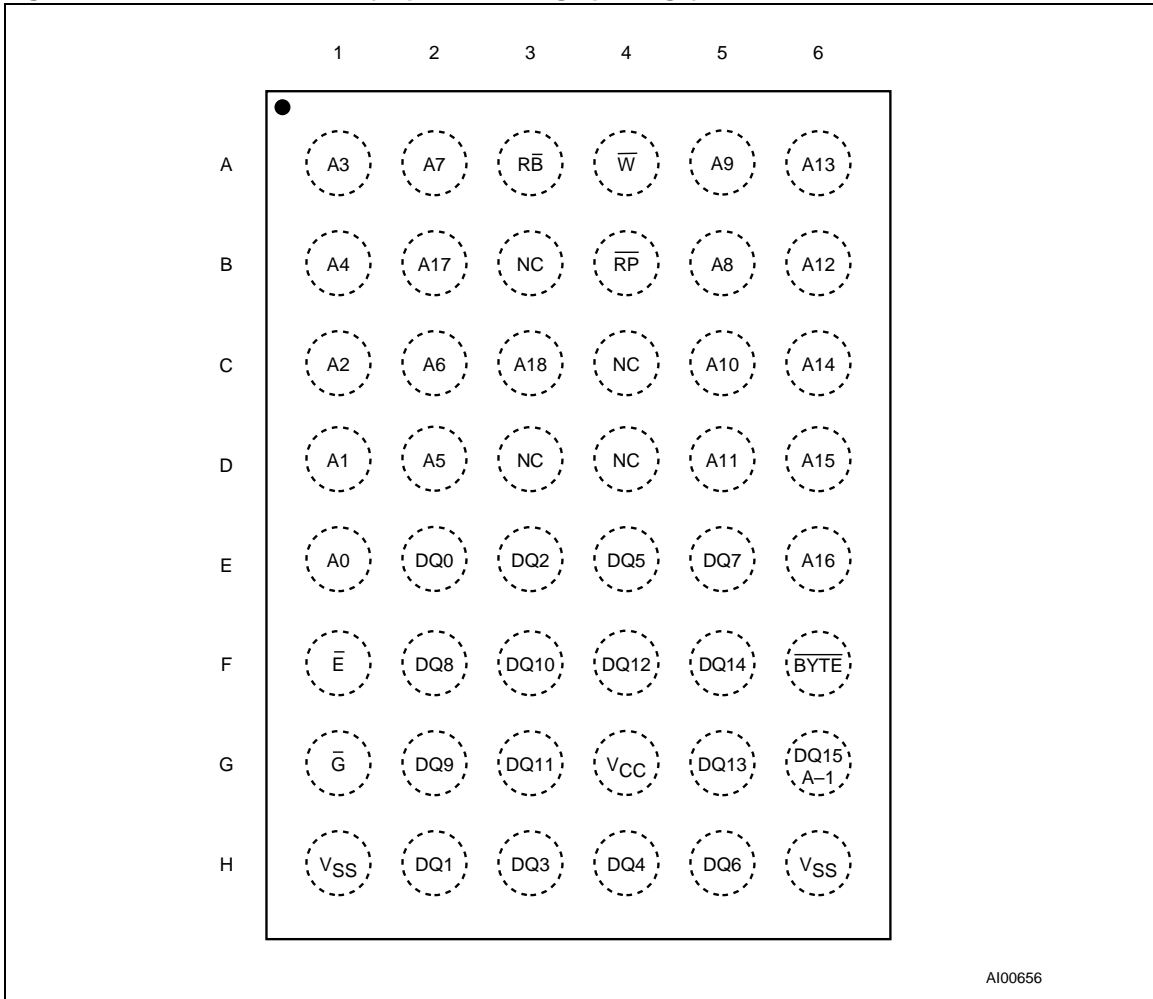 1 2 3 4 5 6
A A3 A7 RB̅ W̅ A9 A13
B A4 A17 NC R̅P̅ A8 A12
C A2 A6 A18 NC A10 A14
D A1 A5 NC NC A11 A15
E A0 DQ0 DQ2 DQ5 DQ7 A16
F E̅ DQ8 DQ10 DQ12 DQ14 B̅Y̅T̅E̅
G G̅ DQ9 DQ11 VCC DQ13 DQ15 A–1
H VSS DQ1 DQ3 DQ4 DQ6 VSS
AI00656